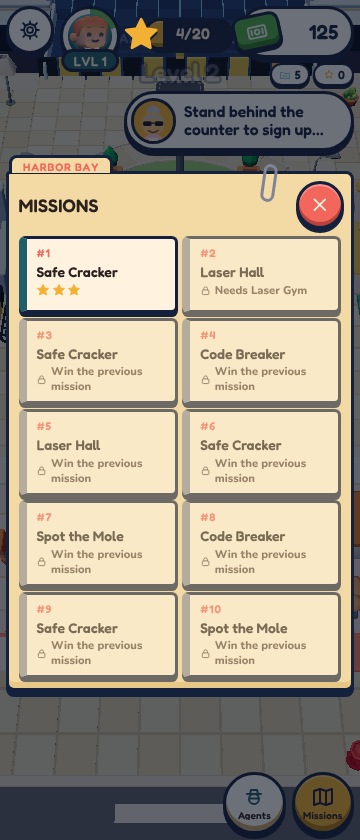 4/20
125
LVL 1
Level 2
5
0
Stand behind the
counter to sign up...
HARBOR BAY
MISSIONS
#1
Safe Cracker
#2
Laser Hall
Needs Laser Gym
#3
Safe Cracker
Win the previous
mission
#4
Code Breaker
Win the previous
mission
#5
Laser Hall
Win the previous
mission
#6
Safe Cracker
Win the previous
mission
#7
Spot the Mole
Win the previous
mission
#8
Code Breaker
Win the previous
mission
#9
Safe Cracker
Win the previous
mission
#10
Spot the Mole
Win the previous
mission
Agents
Missions